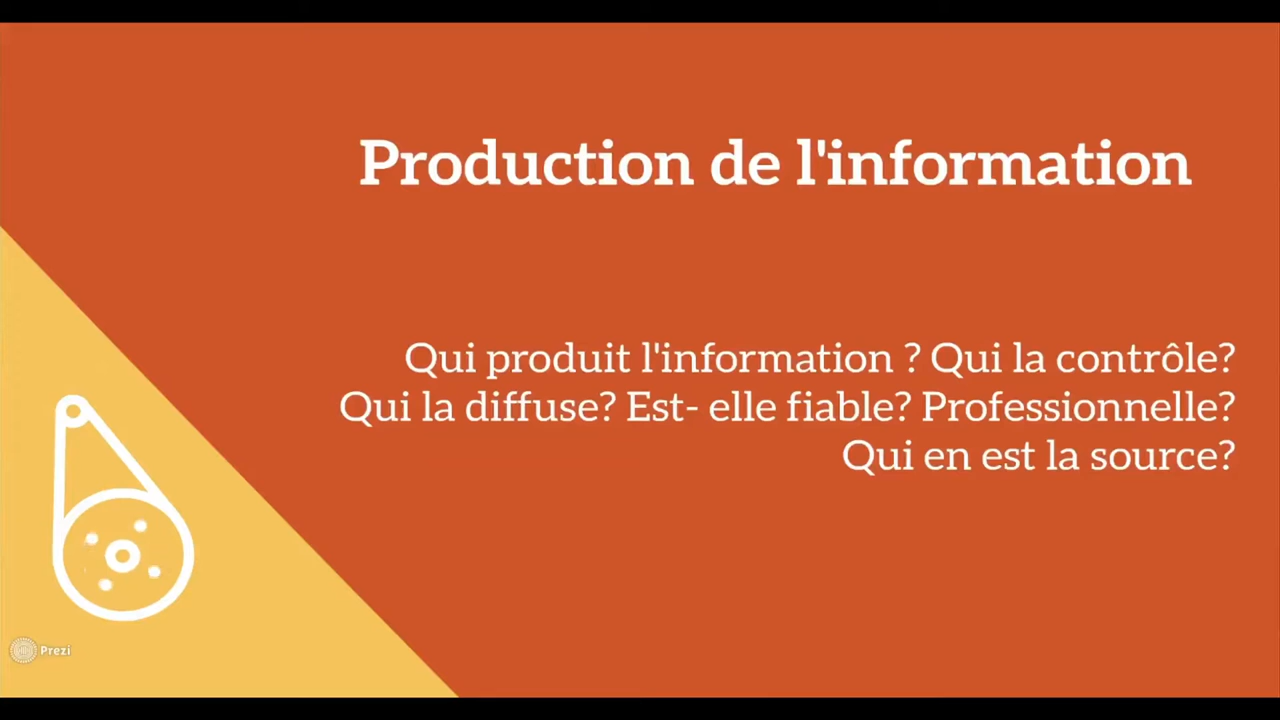 Production de l'information
Qui produit l'information ? Qui la contrôle?
Qui la diffuse? Est- elle fiable? Professionnelle?
Qui en est la source?
Prezi